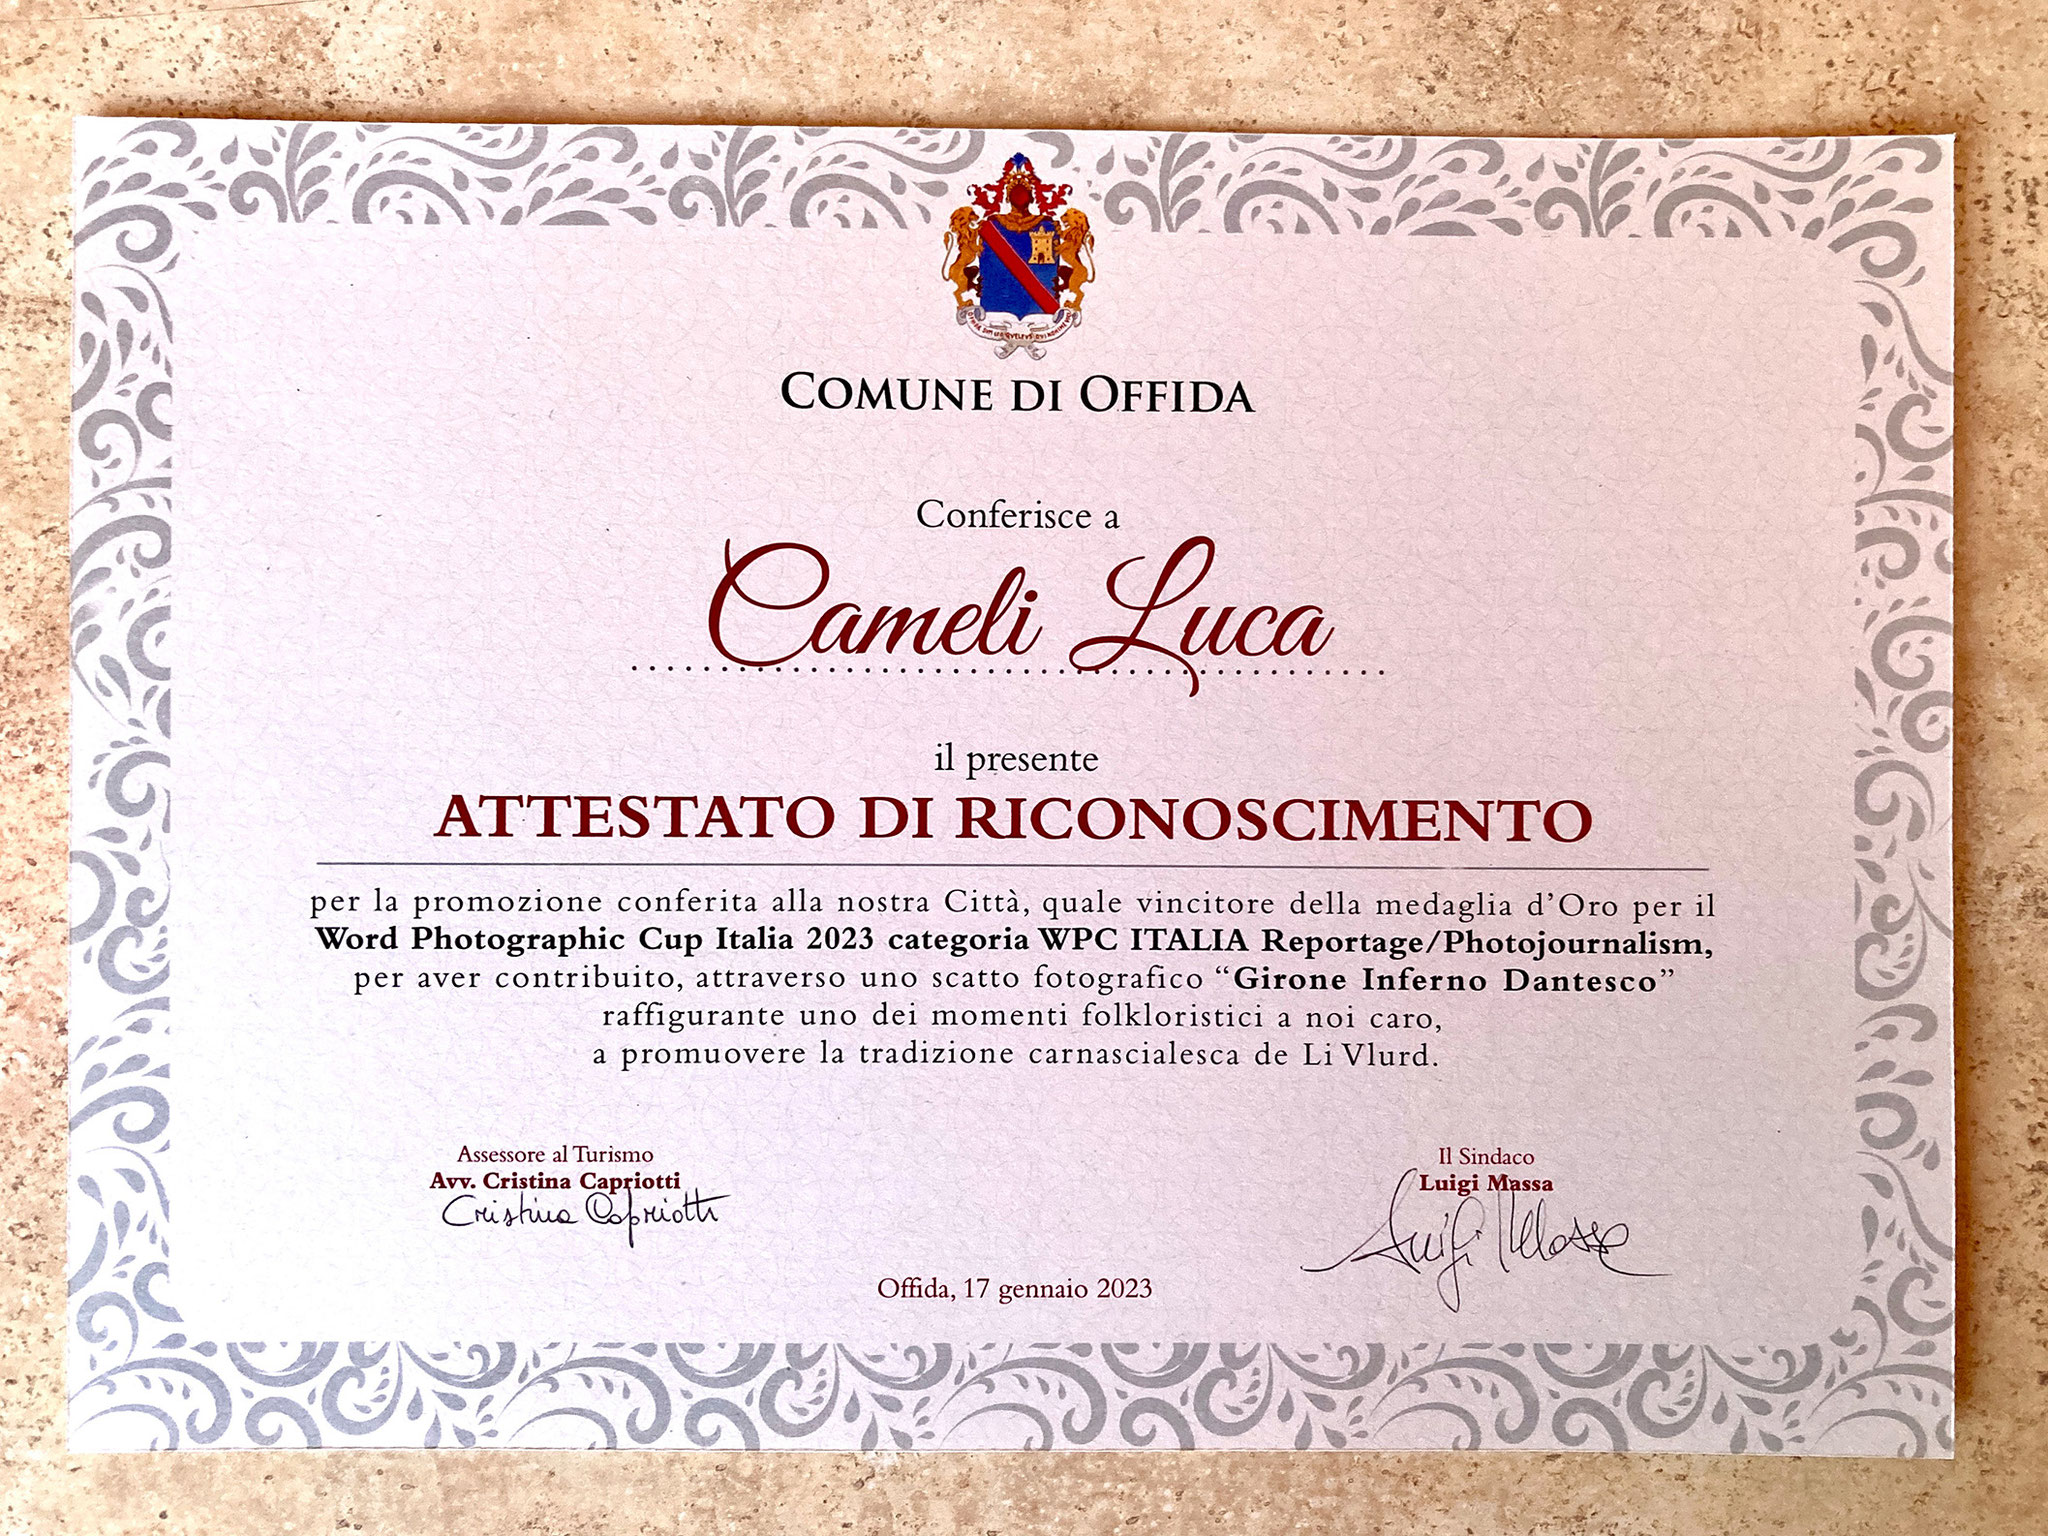 COMUNE DI OFFIDA
Conferisce a
Cameli Luca
il presente
ATTESTATO DI RICONOSCIMENTO
per la promozione conferita alla nostra Città, quale vincitore della medaglia d'Oro per il
Word Photographic Cup Italia 2023 categoria WPC ITALIA Reportage/Photojournalism,
per aver contribuito, attraverso uno scatto fotografico “Girone Inferno Dantesco”
raffigurante uno dei momenti folkloristici a noi caro,
a promuovere la tradizione carnascialesca de Li Vlurd.
Assessore al Turismo
Avv. Cristina Capriotti
Cristina Capriotti
Il Sindaco
Luigi Massa
Luigi Massa
Offida, 17 gennaio 2023